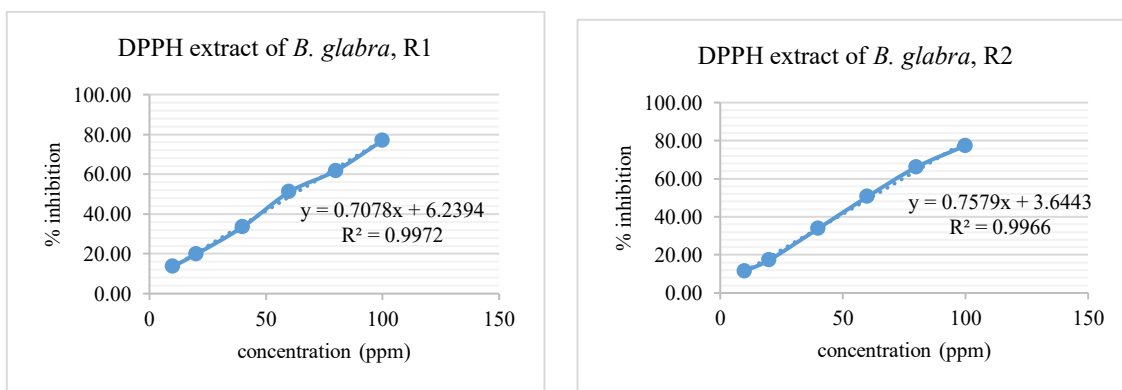 DPPH extract of B. glabra, R1
100.00
80.00
60.00
40.00
20.00
0.00
% inhibition
y = 0.7078x + 6.2394
R² = 0.9972
0
50
100
150
concentration (ppm)
DPPH extract of B. glabra, R2
100.00
80.00
60.00
40.00
20.00
0.00
% inhibition
y = 0.7579x + 3.6443
R² = 0.9966
0
50
100
150
concentration (ppm)